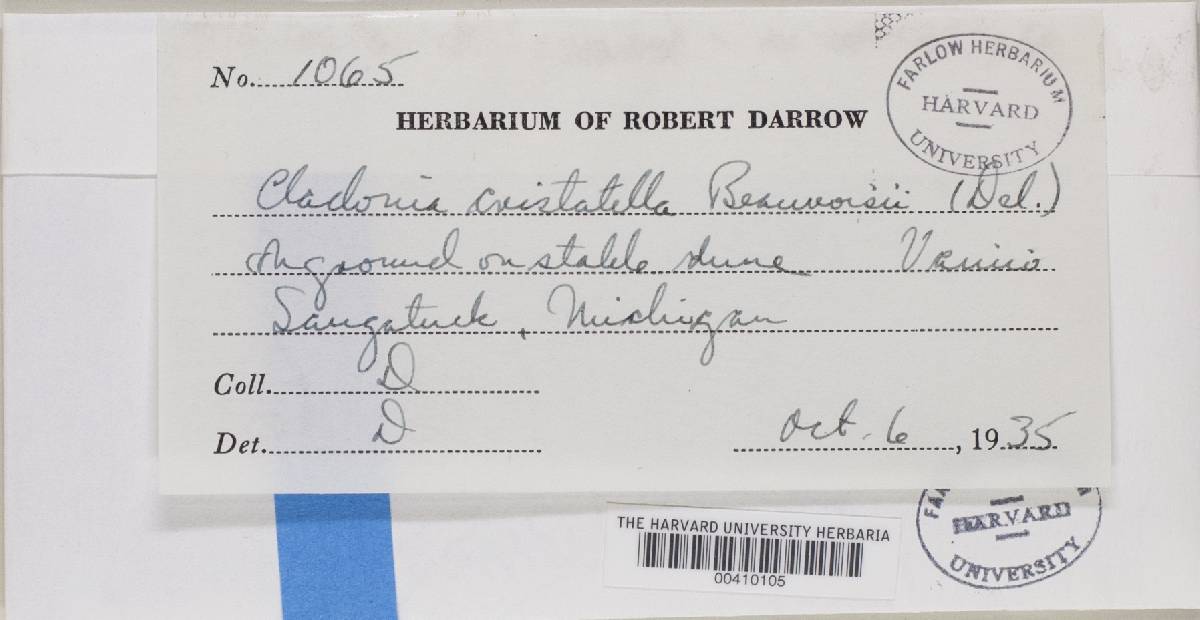 No. 1065
FARLOW HERBARIUM
HARVARD
UNIVERSITY
HERBARIUM OF ROBERT DARROW
Cladonia cristatella Beauvoisii (Del.)
On ground on stable dune Vainio
Saugatuck, Michigan
Coll. D
Det. D
Oct. 6, 1935
HARVARD
UNIVERSITY
THE HARVARD UNIVERSITY HERBARIA
00410105